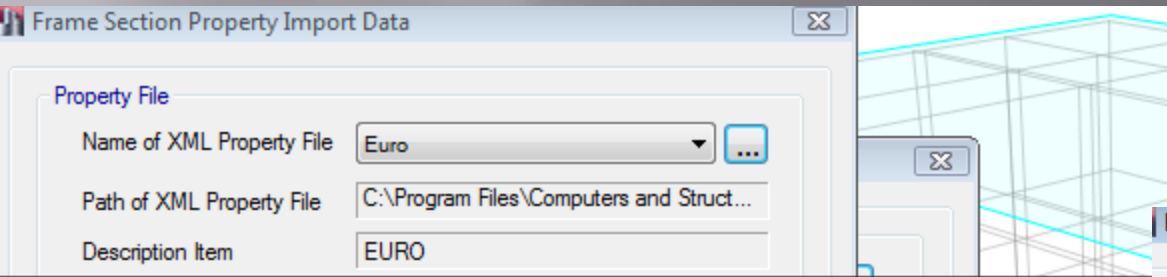 Frame Section Property Import Data
Property File
Name of XML Property File Euro ...
Path of XML Property File C:\Program Files\Computers and Struct...
Description Item EURO